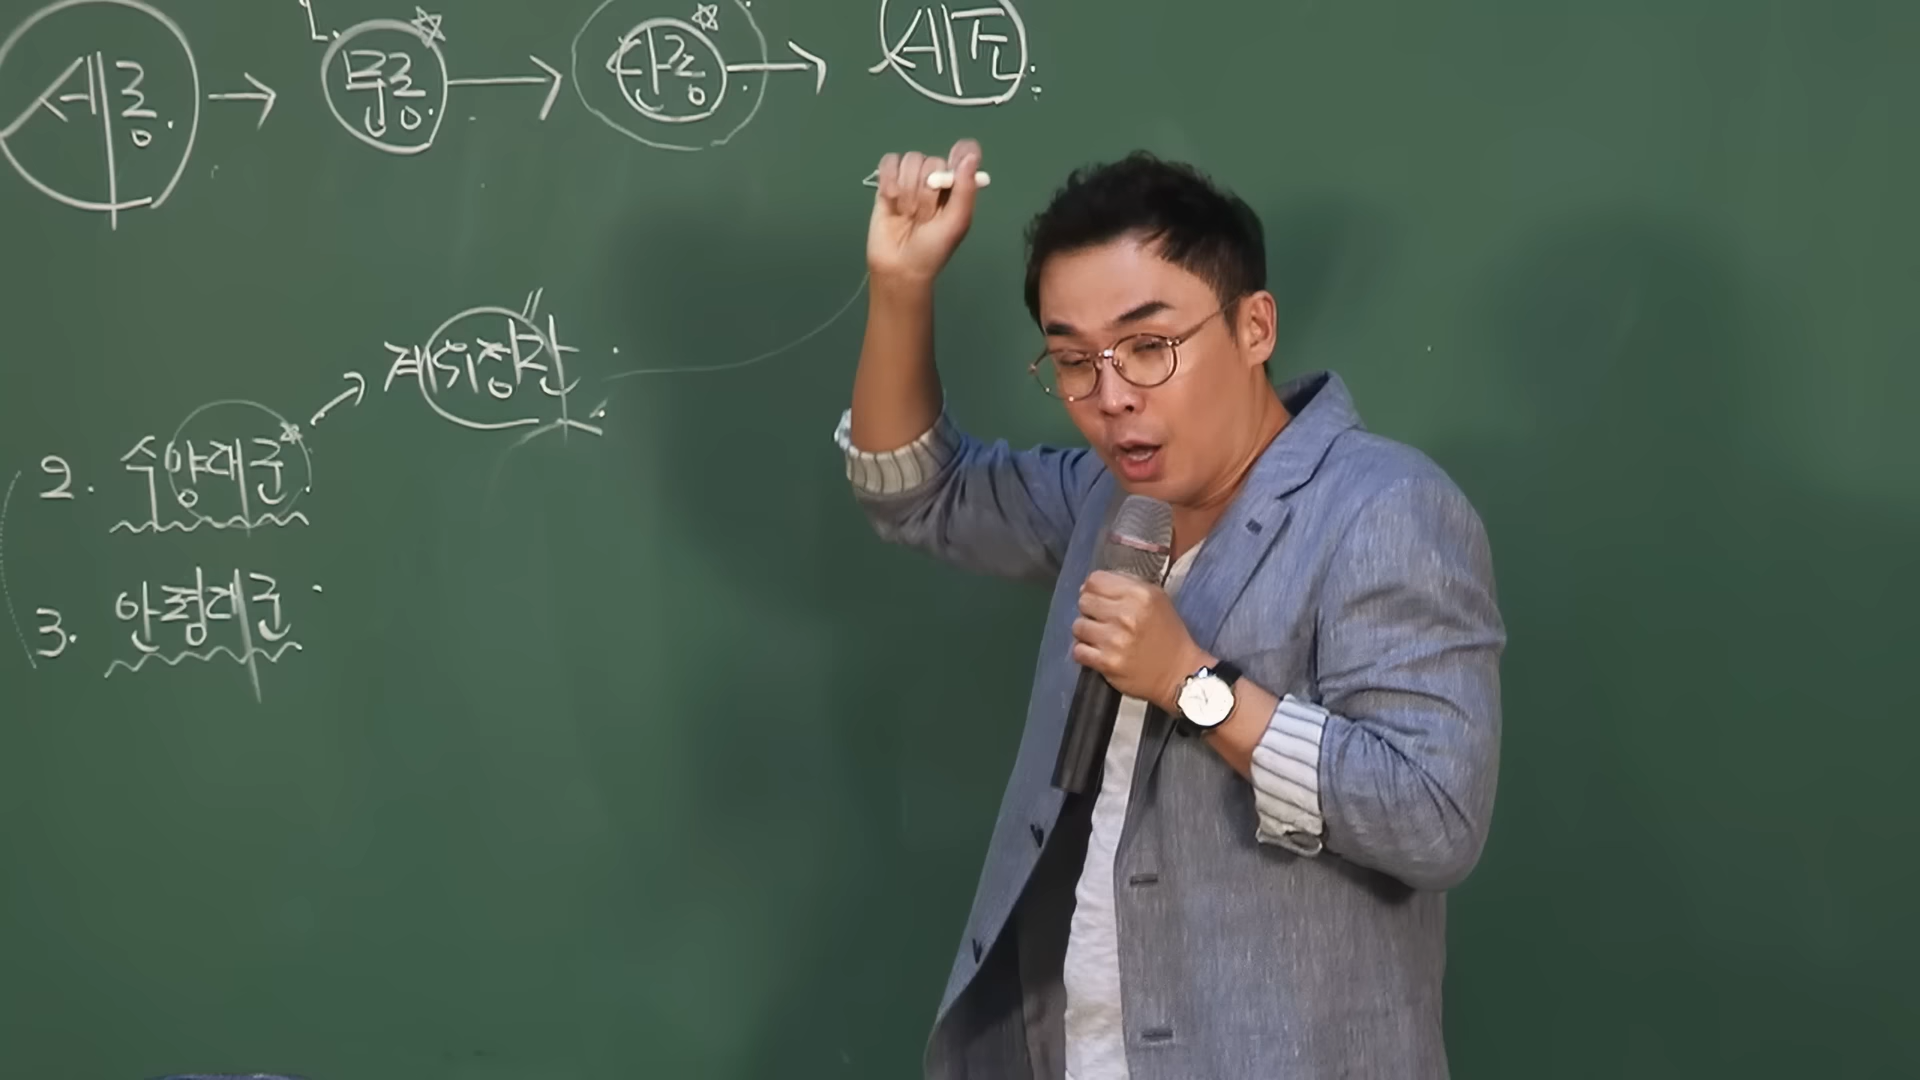 세종 → 문종 → 단종 → 세조
계유정난
2. 수양대군
3. 안평대군